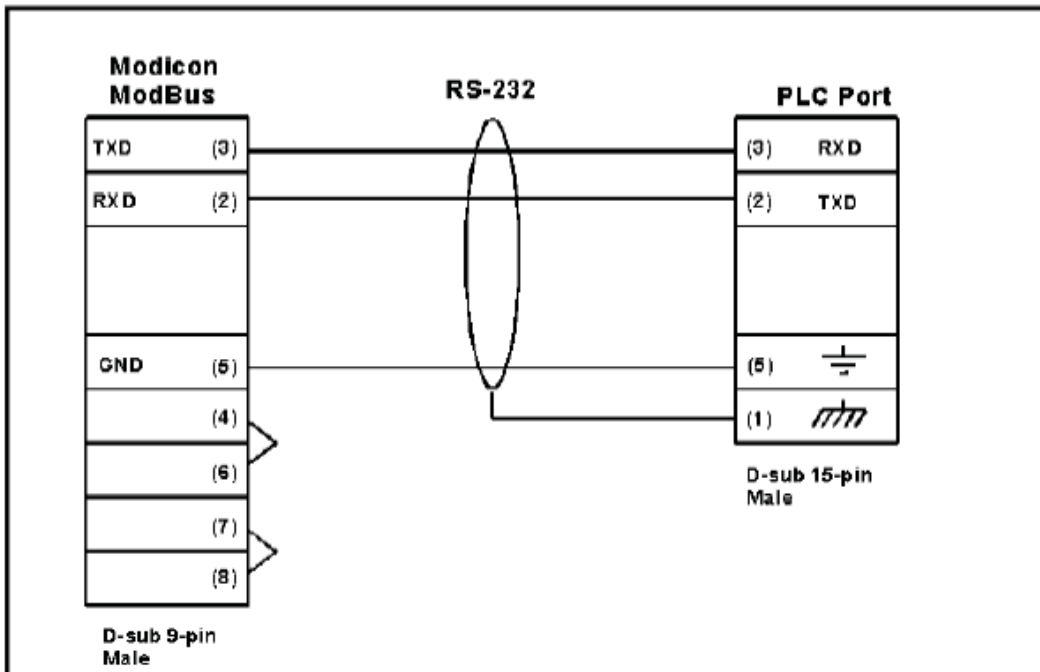 Modicon
ModBus
RS-232
PLC Port
TXD (3)
(3) RXD
RXD (2)
(2) TXD
GND (5)
(5)
(4)
(1)
(6)
(7)
(8)
D-sub 15-pin
Male
D-sub 9-pin
Male